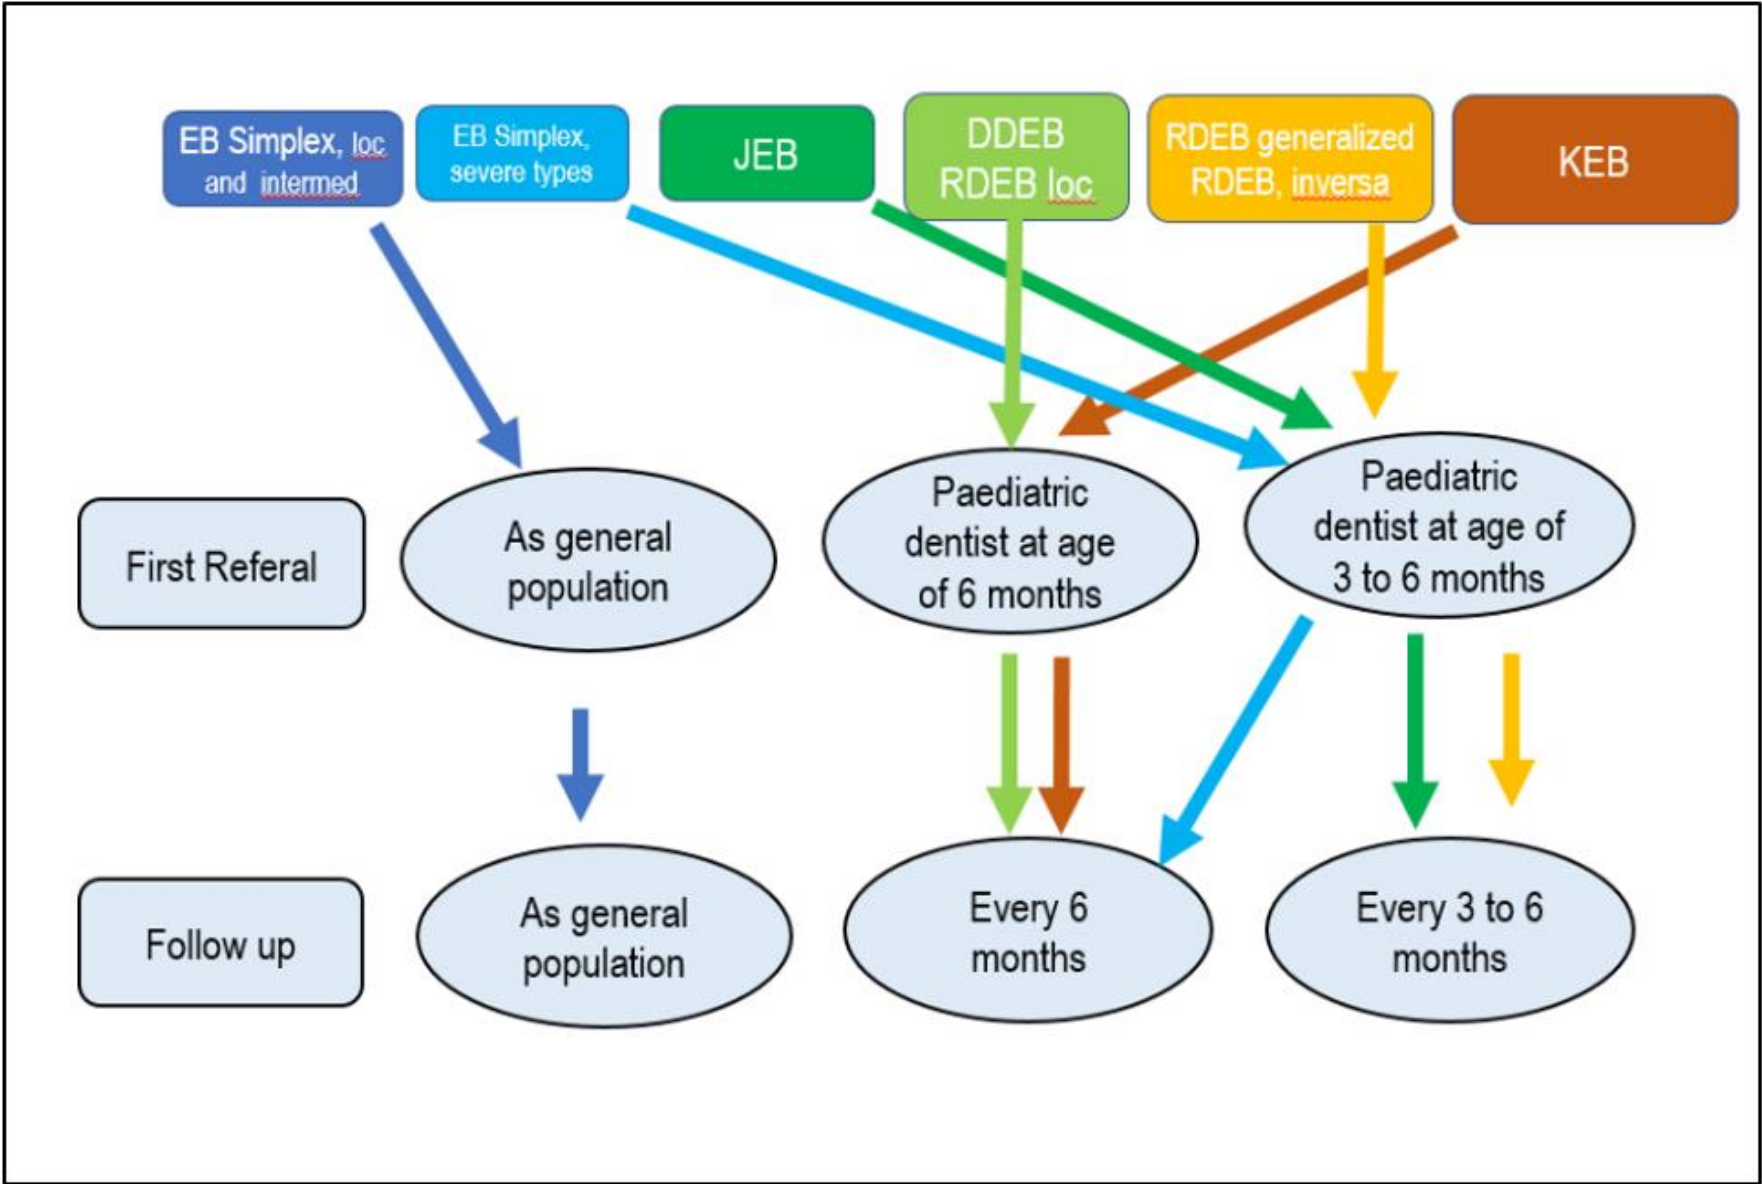 EB Simplex, loc
and intermed
EB Simplex,
severe types
JEB
DDEB
RDEB loc
RDEB generalized
RDEB, inversa
KEB
First Referal
As general
population
Paediatric
dentist at age
of 6 months
Paediatric
dentist at age of
3 to 6 months
Follow up
As general
population
Every 6
months
Every 3 to 6
months